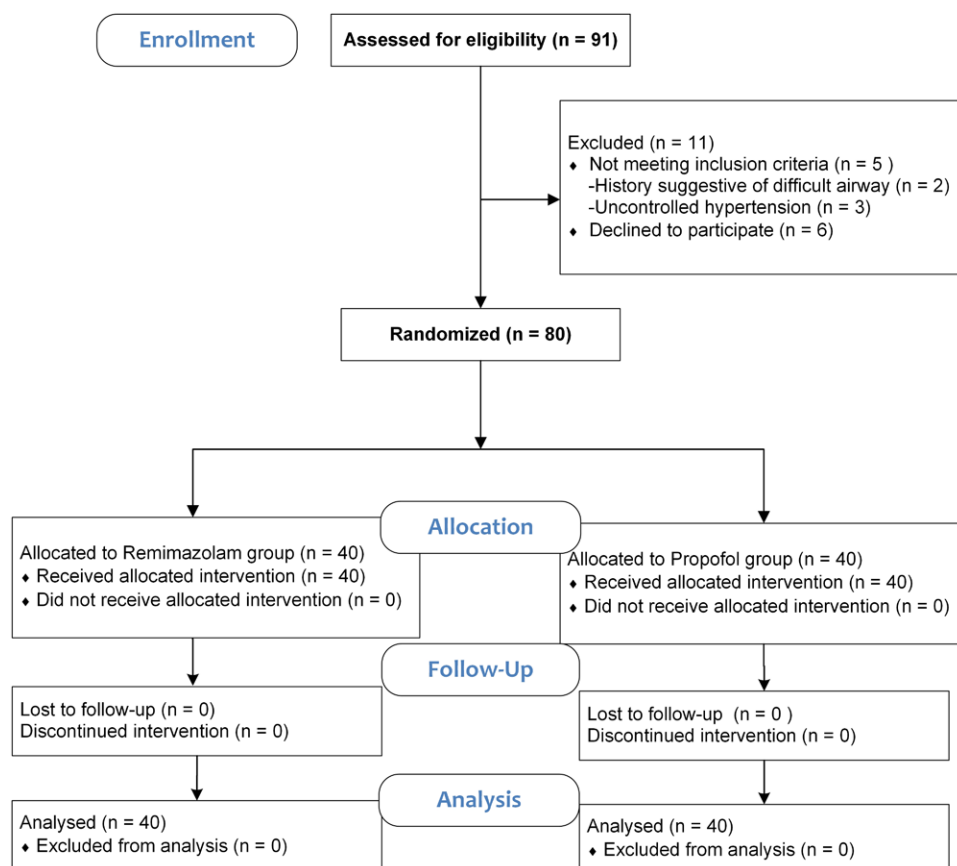 Enrollment
Assessed for eligibility (n = 91)
Excluded (n = 11)
♦ Not meeting inclusion criteria (n = 5 )
-History suggestive of difficult airway (n = 2)
-Uncontrolled hypertension (n = 3)
♦ Declined to participate (n = 6)
Randomized (n = 80)
Allocation
Allocated to Remimazolam group (n = 40)
♦ Received allocated intervention (n = 40)
♦ Did not receive allocated intervention (n = 0)
Allocated to Propofol group (n = 40)
♦ Received allocated intervention (n = 40)
♦ Did not receive allocated intervention (n = 0)
Follow-Up
Lost to follow-up (n = 0)
Discontinued intervention (n = 0)
Lost to follow-up (n = 0 )
Discontinued intervention (n = 0)
Analysis
Analysed (n = 40)
♦ Excluded from analysis (n = 0)
Analysed (n = 40)
♦ Excluded from analysis (n = 0)